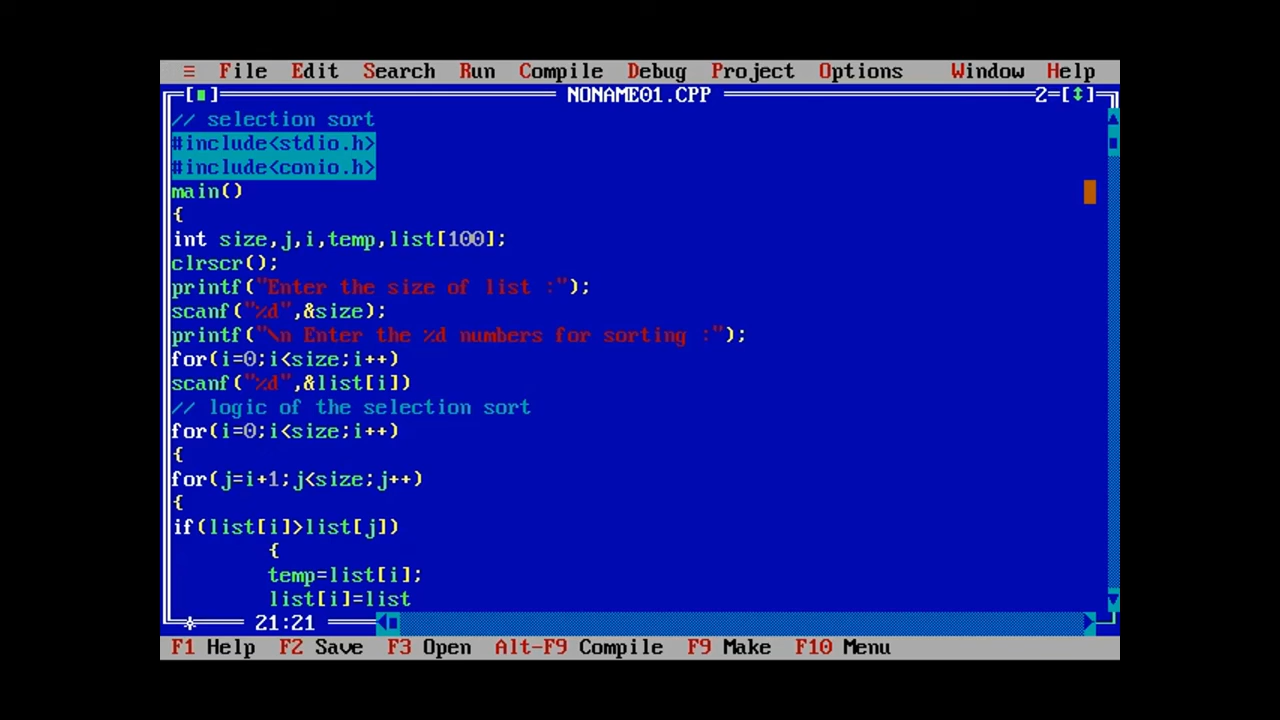 ≡ File Edit Search Run Compile Debug Project Options Window Help
[■] NONAME01.CPP 2=[↕]
// selection sort
#include<stdio.h>
#include<conio.h>
main()
{
int size,j,i,temp,list[100];
clrscr();
printf("Enter the size of list :");
scanf("%d",&size);
printf("\n Enter the %d numbers for sorting :");
for(i=0;i<size;i++)
scanf("%d",&list[i])
// logic of the selection sort
for(i=0;i<size;i++)
{
for(j=i+1;j<size;j++)
{
if(list[i]>list[j])
{
temp=list[i];
list[i]=list
21:21
F1 Help F2 Save F3 Open Alt-F9 Compile F9 Make F10 Menu